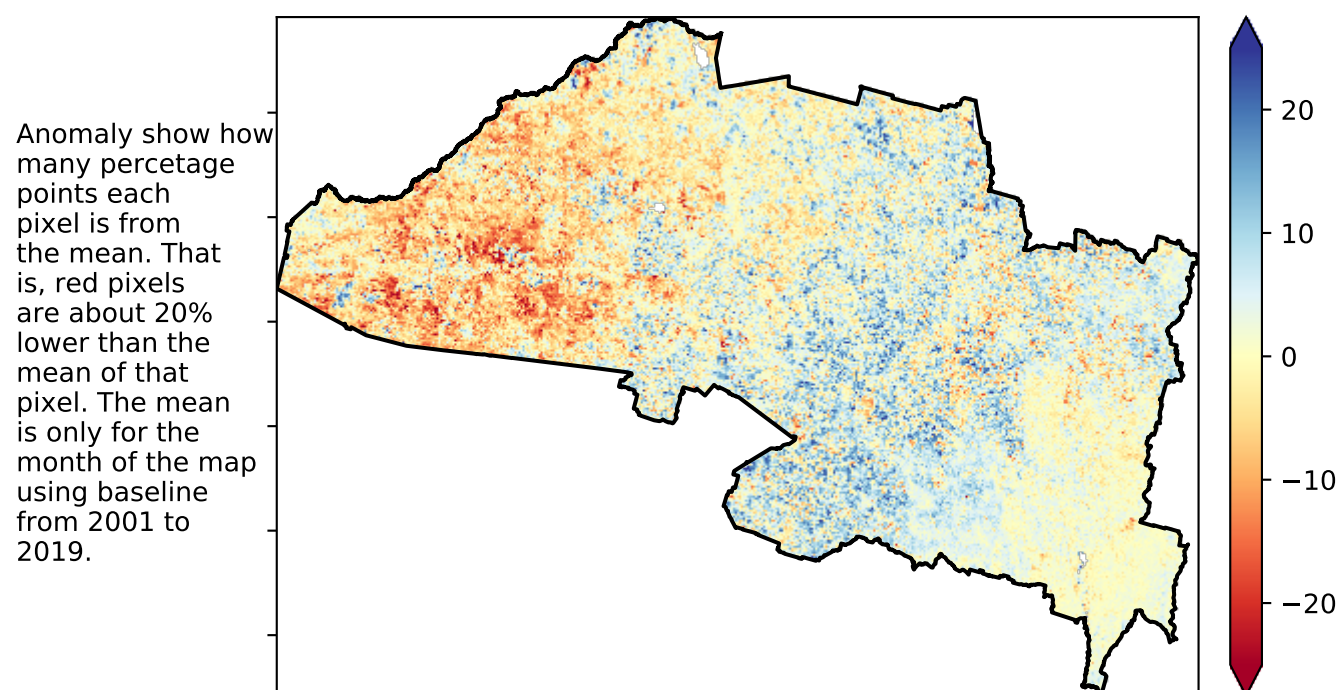 Anomaly show how
many percetage
points each
pixel is from
the mean. That
is, red pixels
are about 20%
lower than the
mean of that
pixel. The mean
is only for the
month of the map
using baseline
from 2001 to
2019.
20
10
0
−10
−20